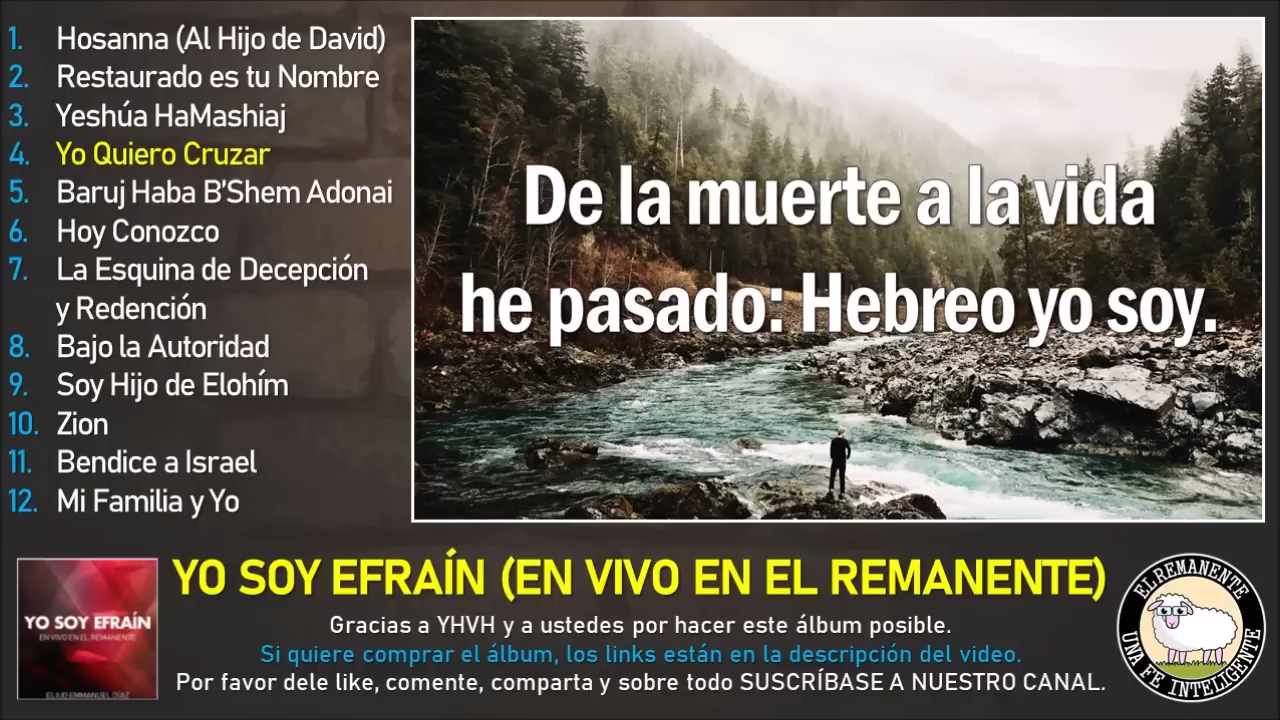 1. Hosanna (Al Hijo de David)
2. Restaurado es tu Nombre
3. Yeshúa HaMashiaj
4. Yo Quiero Cruzar
5. Baruj Haba B'Shem Adonai
6. Hoy Conozco
7. La Esquina de Decepción
y Redención
8. Bajo la Autoridad
9. Soy Hijo de Elohím
10. Zion
11. Bendice a Israel
12. Mi Familia y Yo
De la muerte a la vida
he pasado: Hebreo yo soy.
YO SOY EFRAÍN
EN VIVO EN EL REMANENTE
ELIUD EMMANUEL DÍAZ
YO SOY EFRAÍN (EN VIVO EN EL REMANENTE)
Gracias a YHVH y a ustedes por hacer este álbum posible.
Si quiere comprar el álbum, los links están en la descripción del video.
Por favor dele like, comente, comparta y sobre todo SUSCRÍBASE A NUESTRO CANAL.
EL REMANENTE
UNA FE INTELIGENTE